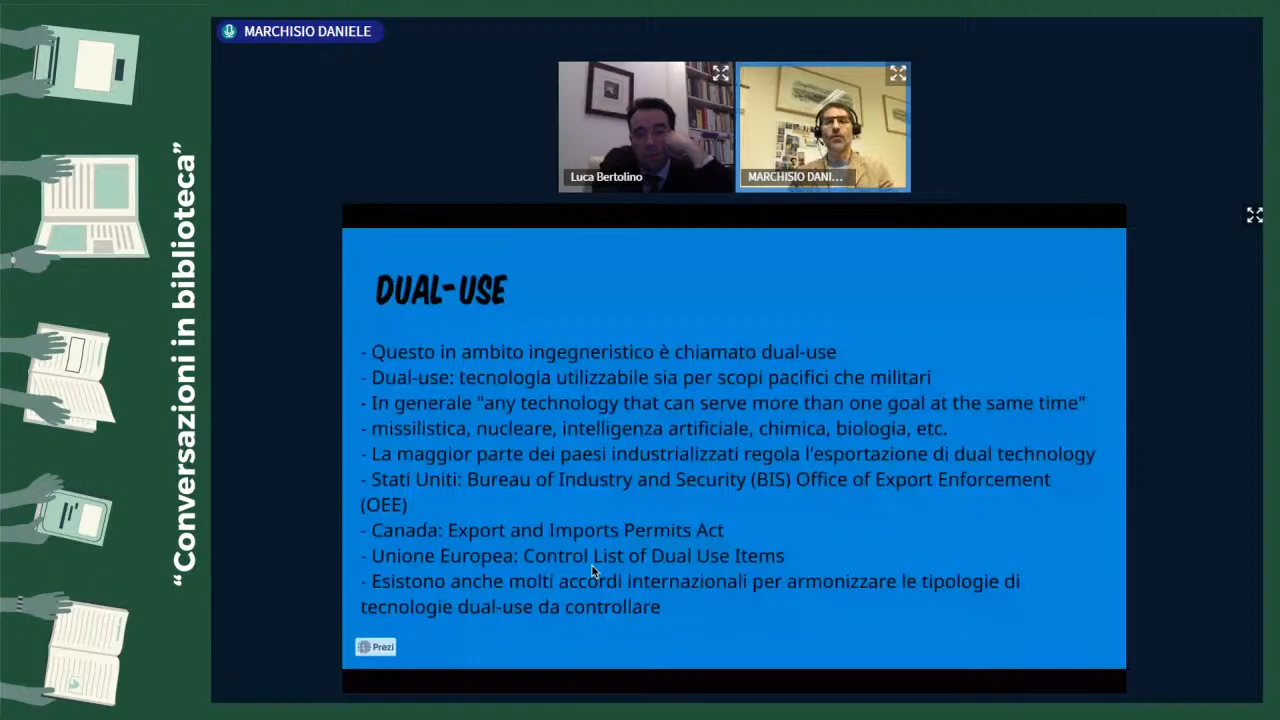 MARCHISIO DANIELE
Luca Bertolino
MARCHISIO DANI...
“Conversazioni in biblioteca”
DUAL-USE
- Questo in ambito ingegneristico è chiamato dual-use
- Dual-use: tecnologia utilizzabile sia per scopi pacifici che militari
- In generale "any technology that can serve more than one goal at the same time"
- missilistica, nucleare, intelligenza artificiale, chimica, biologia, etc.
- La maggior parte dei paesi industrializzati regola l'esportazione di dual technology
- Stati Uniti: Bureau of Industry and Security (BIS) Office of Export Enforcement
(OEE)
- Canada: Export and Imports Permits Act
- Unione Europea: Control List of Dual Use Items
- Esistono anche molti accordi internazionali per armonizzare le tipologie di
tecnologie dual-use da controllare
Prezi